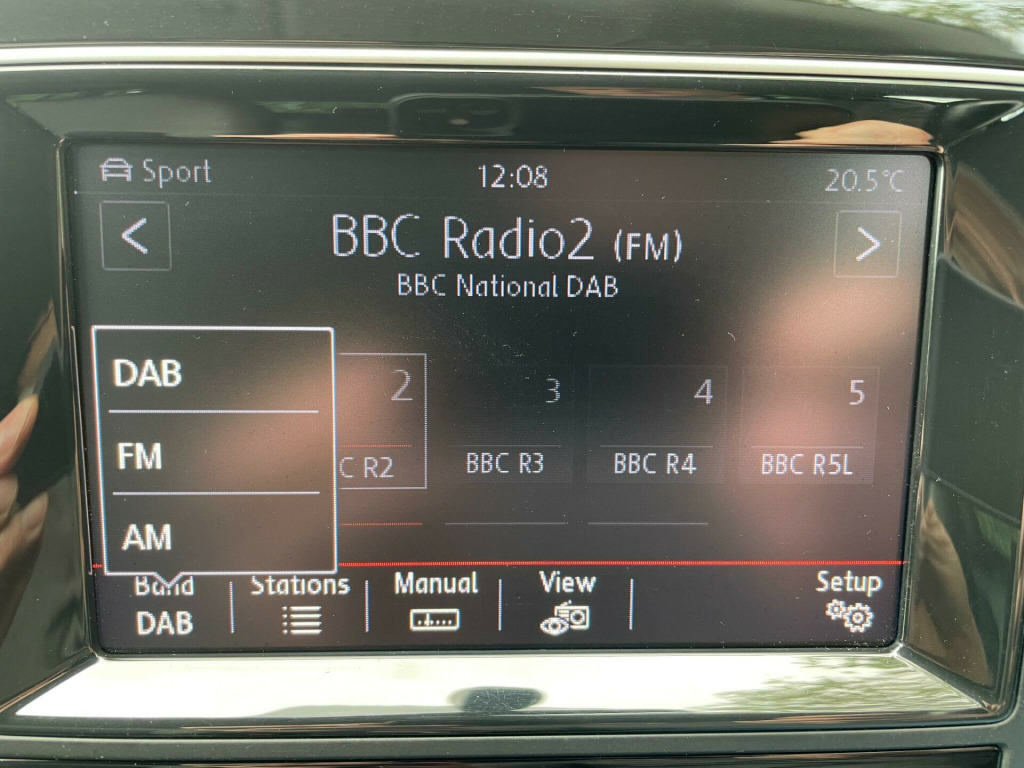 Sport 12:08 20.5°C
< BBC Radio2 (FM) >
BBC National DAB
DAB
FM
AM
2 3 4 5
C R2 BBC R3 BBC R4 BBC R5L
Band Stations Manual View Setup
DAB